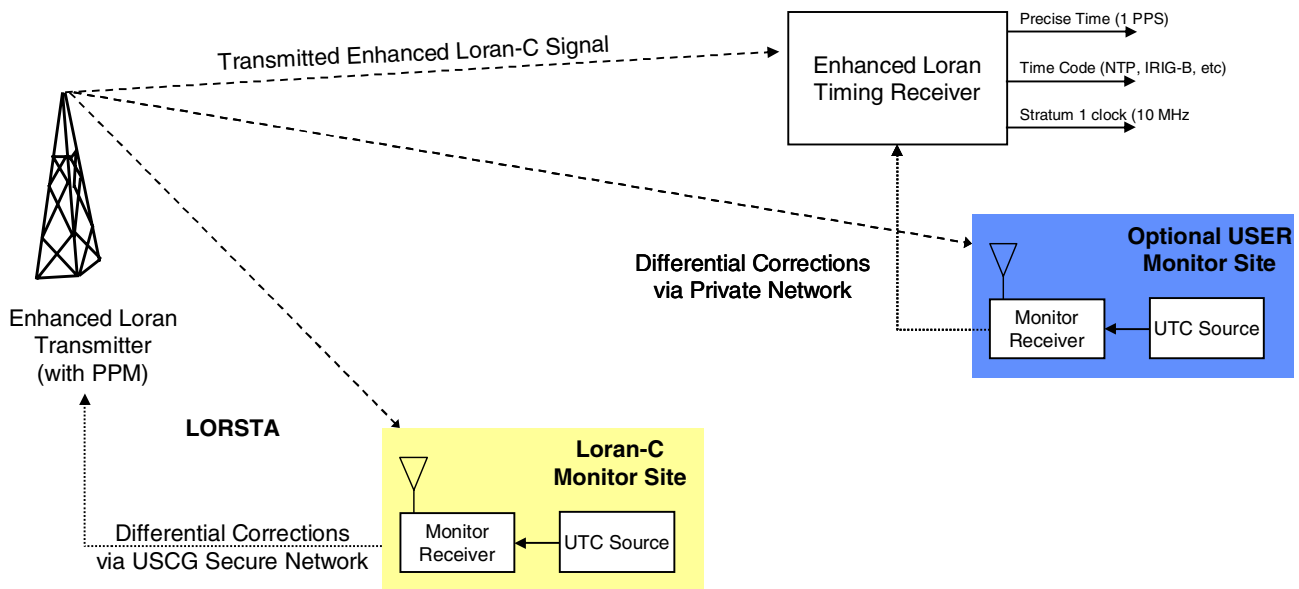 Transmitted Enhanced Loran-C Signal
Enhanced Loran
Timing Receiver
Precise Time (1 PPS)
Time Code (NTP, IRIG-B, etc)
Stratum 1 clock (10 MHz
Optional USER
Monitor Site
Monitor
Receiver
UTC Source
Differential Corrections
via Private Network
Enhanced Loran
Transmitter
(with PPM)
LORSTA
Loran-C
Monitor Site
Monitor
Receiver
UTC Source
Differential Corrections
via USCG Secure Network